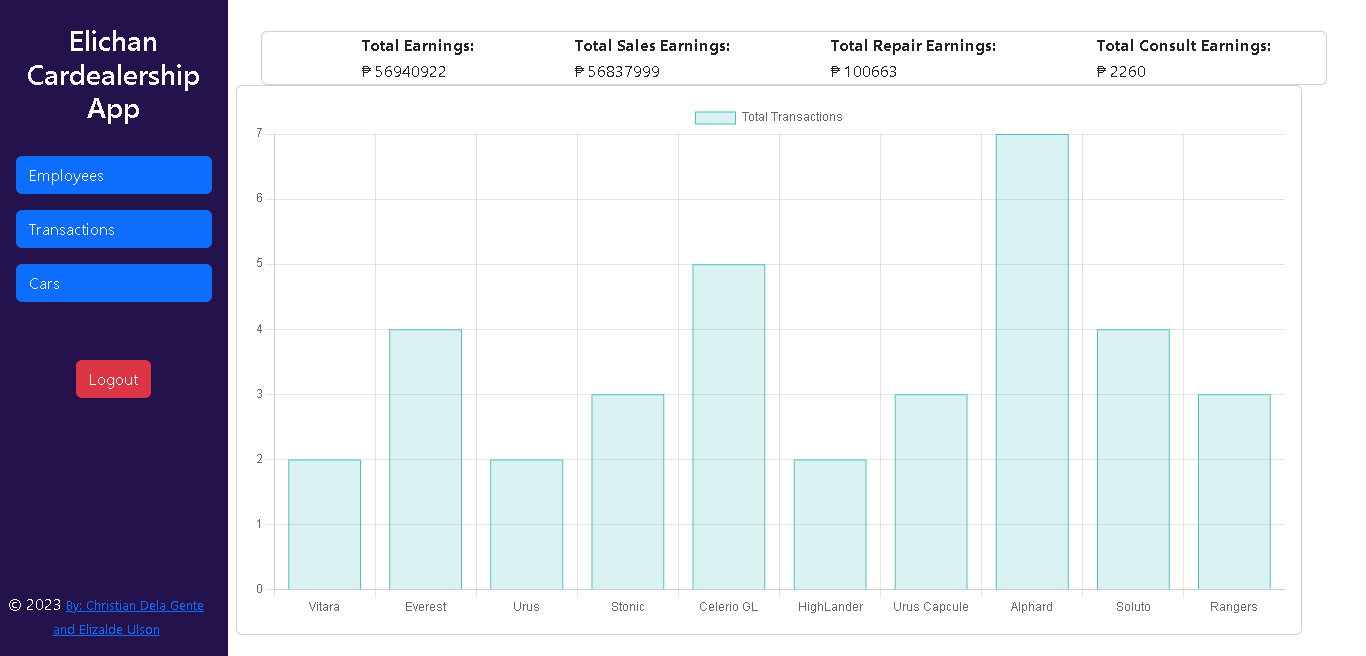 Elichan
Cardealership
App
Employees
Transactions
Cars
Logout
© 2023 By: Christian Dela Gente
and Elizalde Ulson
Total Earnings: Total Sales Earnings: Total Repair Earnings: Total Consult Earnings:
₱ 56940922 ₱ 56837999 ₱ 100663 ₱ 2260
Total Transactions
7
6
5
4
3
2
1
0
Vitara Everest Urus Stonic Celerio GL HighLander Urus Capcule Alphard Soluto Rangers